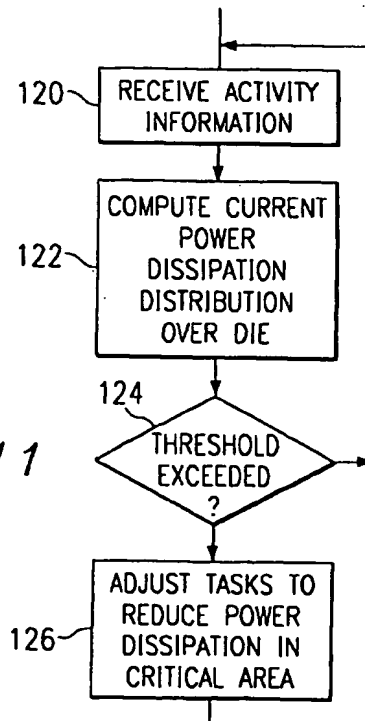 120
RECEIVE ACTIVITY
INFORMATION
122
COMPUTE CURRENT
POWER
DISSIPATION
DISTRIBUTION
OVER DIE
124
THRESHOLD
EXCEEDED
?
11
126
ADJUST TASKS TO
REDUCE POWER
DISSIPATION IN
CRITICAL AREA